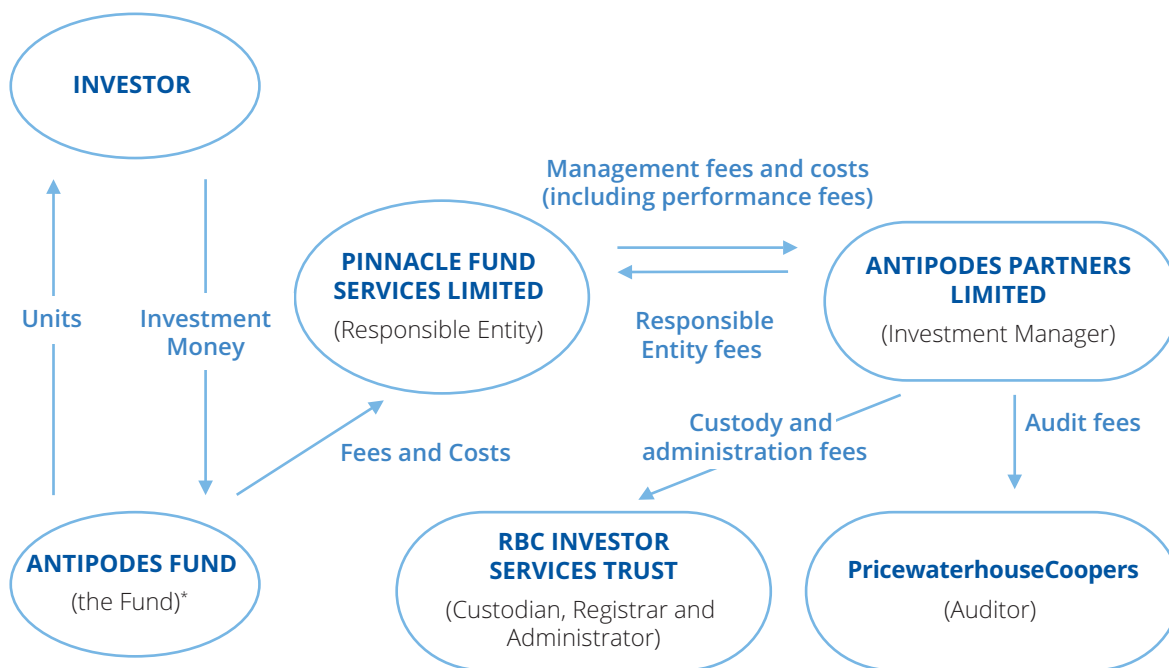 INVESTOR
Management fees and costs
(including performance fees)
PINNACLE FUND
SERVICES LIMITED
(Responsible Entity)
ANTIPODES PARTNERS
LIMITED
(Investment Manager)
Units
Investment
Money
Responsible
Entity fees
Fees and Costs
Custody and
administration fees
Audit fees
ANTIPODES FUND
(the Fund)*
RBC INVESTOR
SERVICES TRUST
(Custodian, Registrar and
Administrator)
PricewaterhouseCoopers
(Auditor)